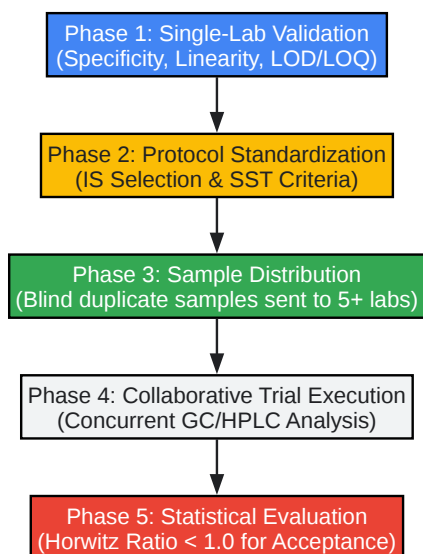 Phase 1: Single-Lab Validation
(Specificity, Linearity, LOD/LOQ)
Phase 2: Protocol Standardization
(IS Selection & SST Criteria)
Phase 3: Sample Distribution
(Blind duplicate samples sent to 5+ labs)
Phase 4: Collaborative Trial Execution
(Concurrent GC/HPLC Analysis)
Phase 5: Statistical Evaluation
(Horwitz Ratio < 1.0 for Acceptance)